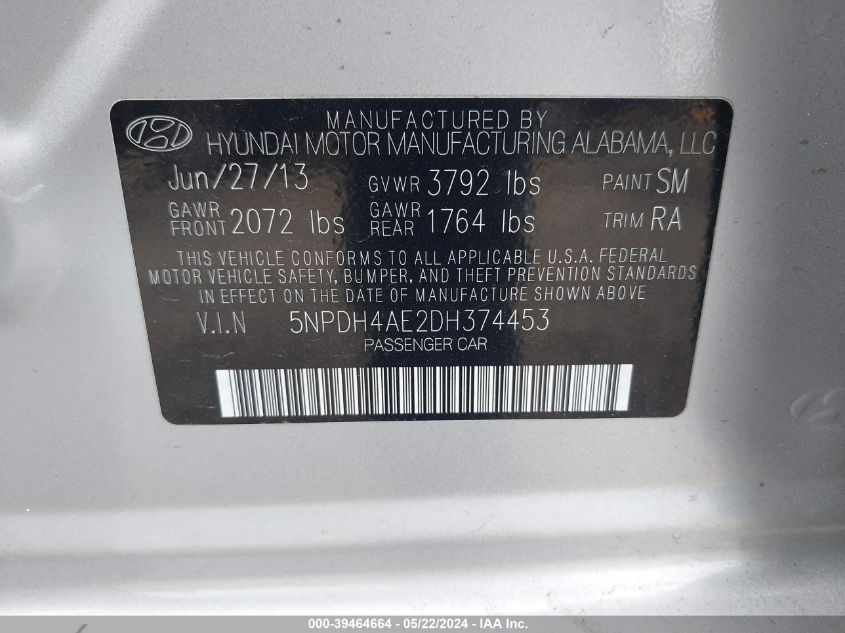 MANUFACTURED BY
HYUNDAI MOTOR MANUFACTURING ALABAMA, LLC
Jun/27/13 GVWR 3792 lbs PAINT SM
GAWR FRONT 2072 lbs GAWR REAR 1764 lbs TRIM RA
THIS VEHICLE CONFORMS TO ALL APPLICABLE U.S.A. FEDERAL
MOTOR VEHICLE SAFETY, BUMPER, AND THEFT PREVENTION STANDARDS
IN EFFECT ON THE DATE OF MANUFACTURE SHOWN ABOVE
V.I.N 5NPDH4AE2DH374453
PASSENGER CAR
000-39464664 - 05/22/2024 - IAA Inc.